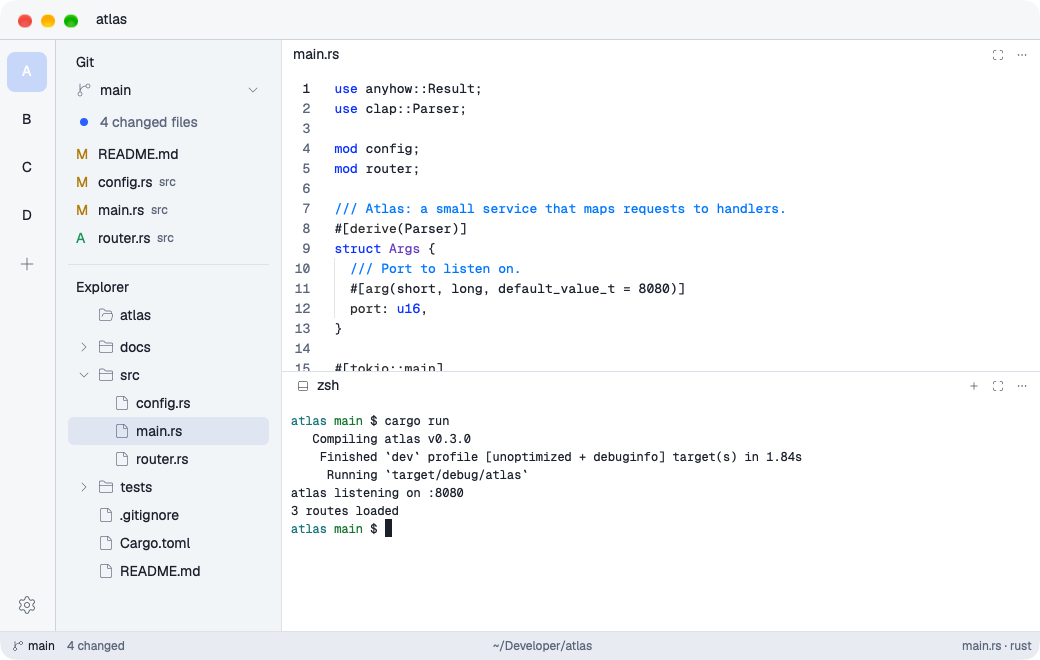 atlas
A
B
C
D
Git
main
4 changed files
M README.md
M config.rs src
M main.rs src
A router.rs src
Explorer
atlas
docs
src
config.rs
main.rs
router.rs
tests
.gitignore
Cargo.toml
README.md
main.rs
1 use anyhow::Result;
2 use clap::Parser;
3
4 mod config;
5 mod router;
6
7 /// Atlas: a small service that maps requests to handlers.
8 #[derive(Parser)]
9 struct Args {
10 /// Port to listen on.
11 #[arg(short, long, default_value_t = 8080)]
12 port: u16,
13 }
14
15 #[tokio::main]
zsh
atlas main $ cargo run
Compiling atlas v0.3.0
Finished `dev` profile [unoptimized + debuginfo] target(s) in 1.84s
Running `target/debug/atlas`
atlas listening on :8080
3 routes loaded
atlas main $
main 4 changed
~/Developer/atlas
main.rs · rust